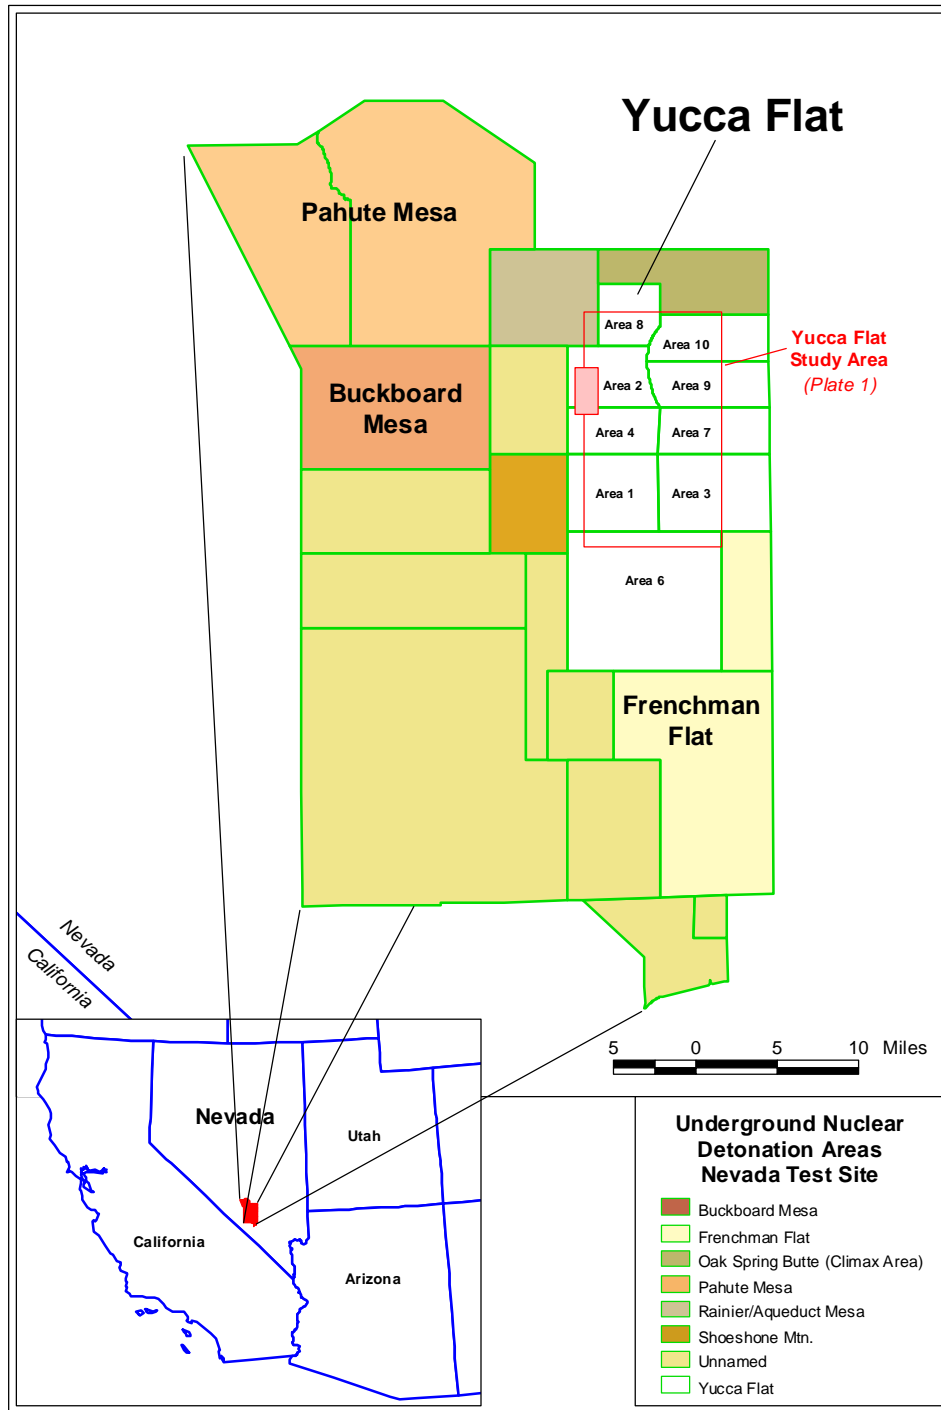 Yucca Flat
Pahute Mesa
Area 8
Area 10
Yucca Flat
Study Area
(Plate 1)
Buckboard
Mesa
Area 2
Area 9
Area 4
Area 7
Area 1
Area 3
Area 6
Frenchman
Flat
Nevada
California
5 0 5 10 Miles
Nevada
Utah
California
Arizona
Underground Nuclear
Detonation Areas
Nevada Test Site
Buckboard Mesa
Frenchman Flat
Oak Spring Butte (Climax Area)
Pahute Mesa
Rainier/Aqueduct Mesa
Shoeshone Mtn.
Unnamed
Yucca Flat